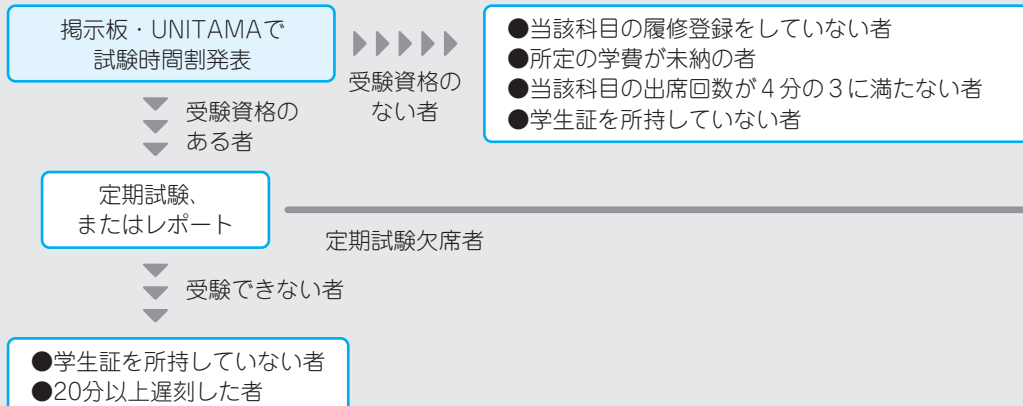 掲示板・UNITAMAで
試験時間割発表
受験資格の
ない者
●当該科目の履修登録をしていない者
●所定の学費が未納の者
●当該科目の出席回数が4分の3に満たない者
●学生証を所持していない者
受験資格の
ある者
定期試験、
またはレポート
定期試験欠席者
受験できない者
●学生証を所持していない者
●20分以上遅刻した者